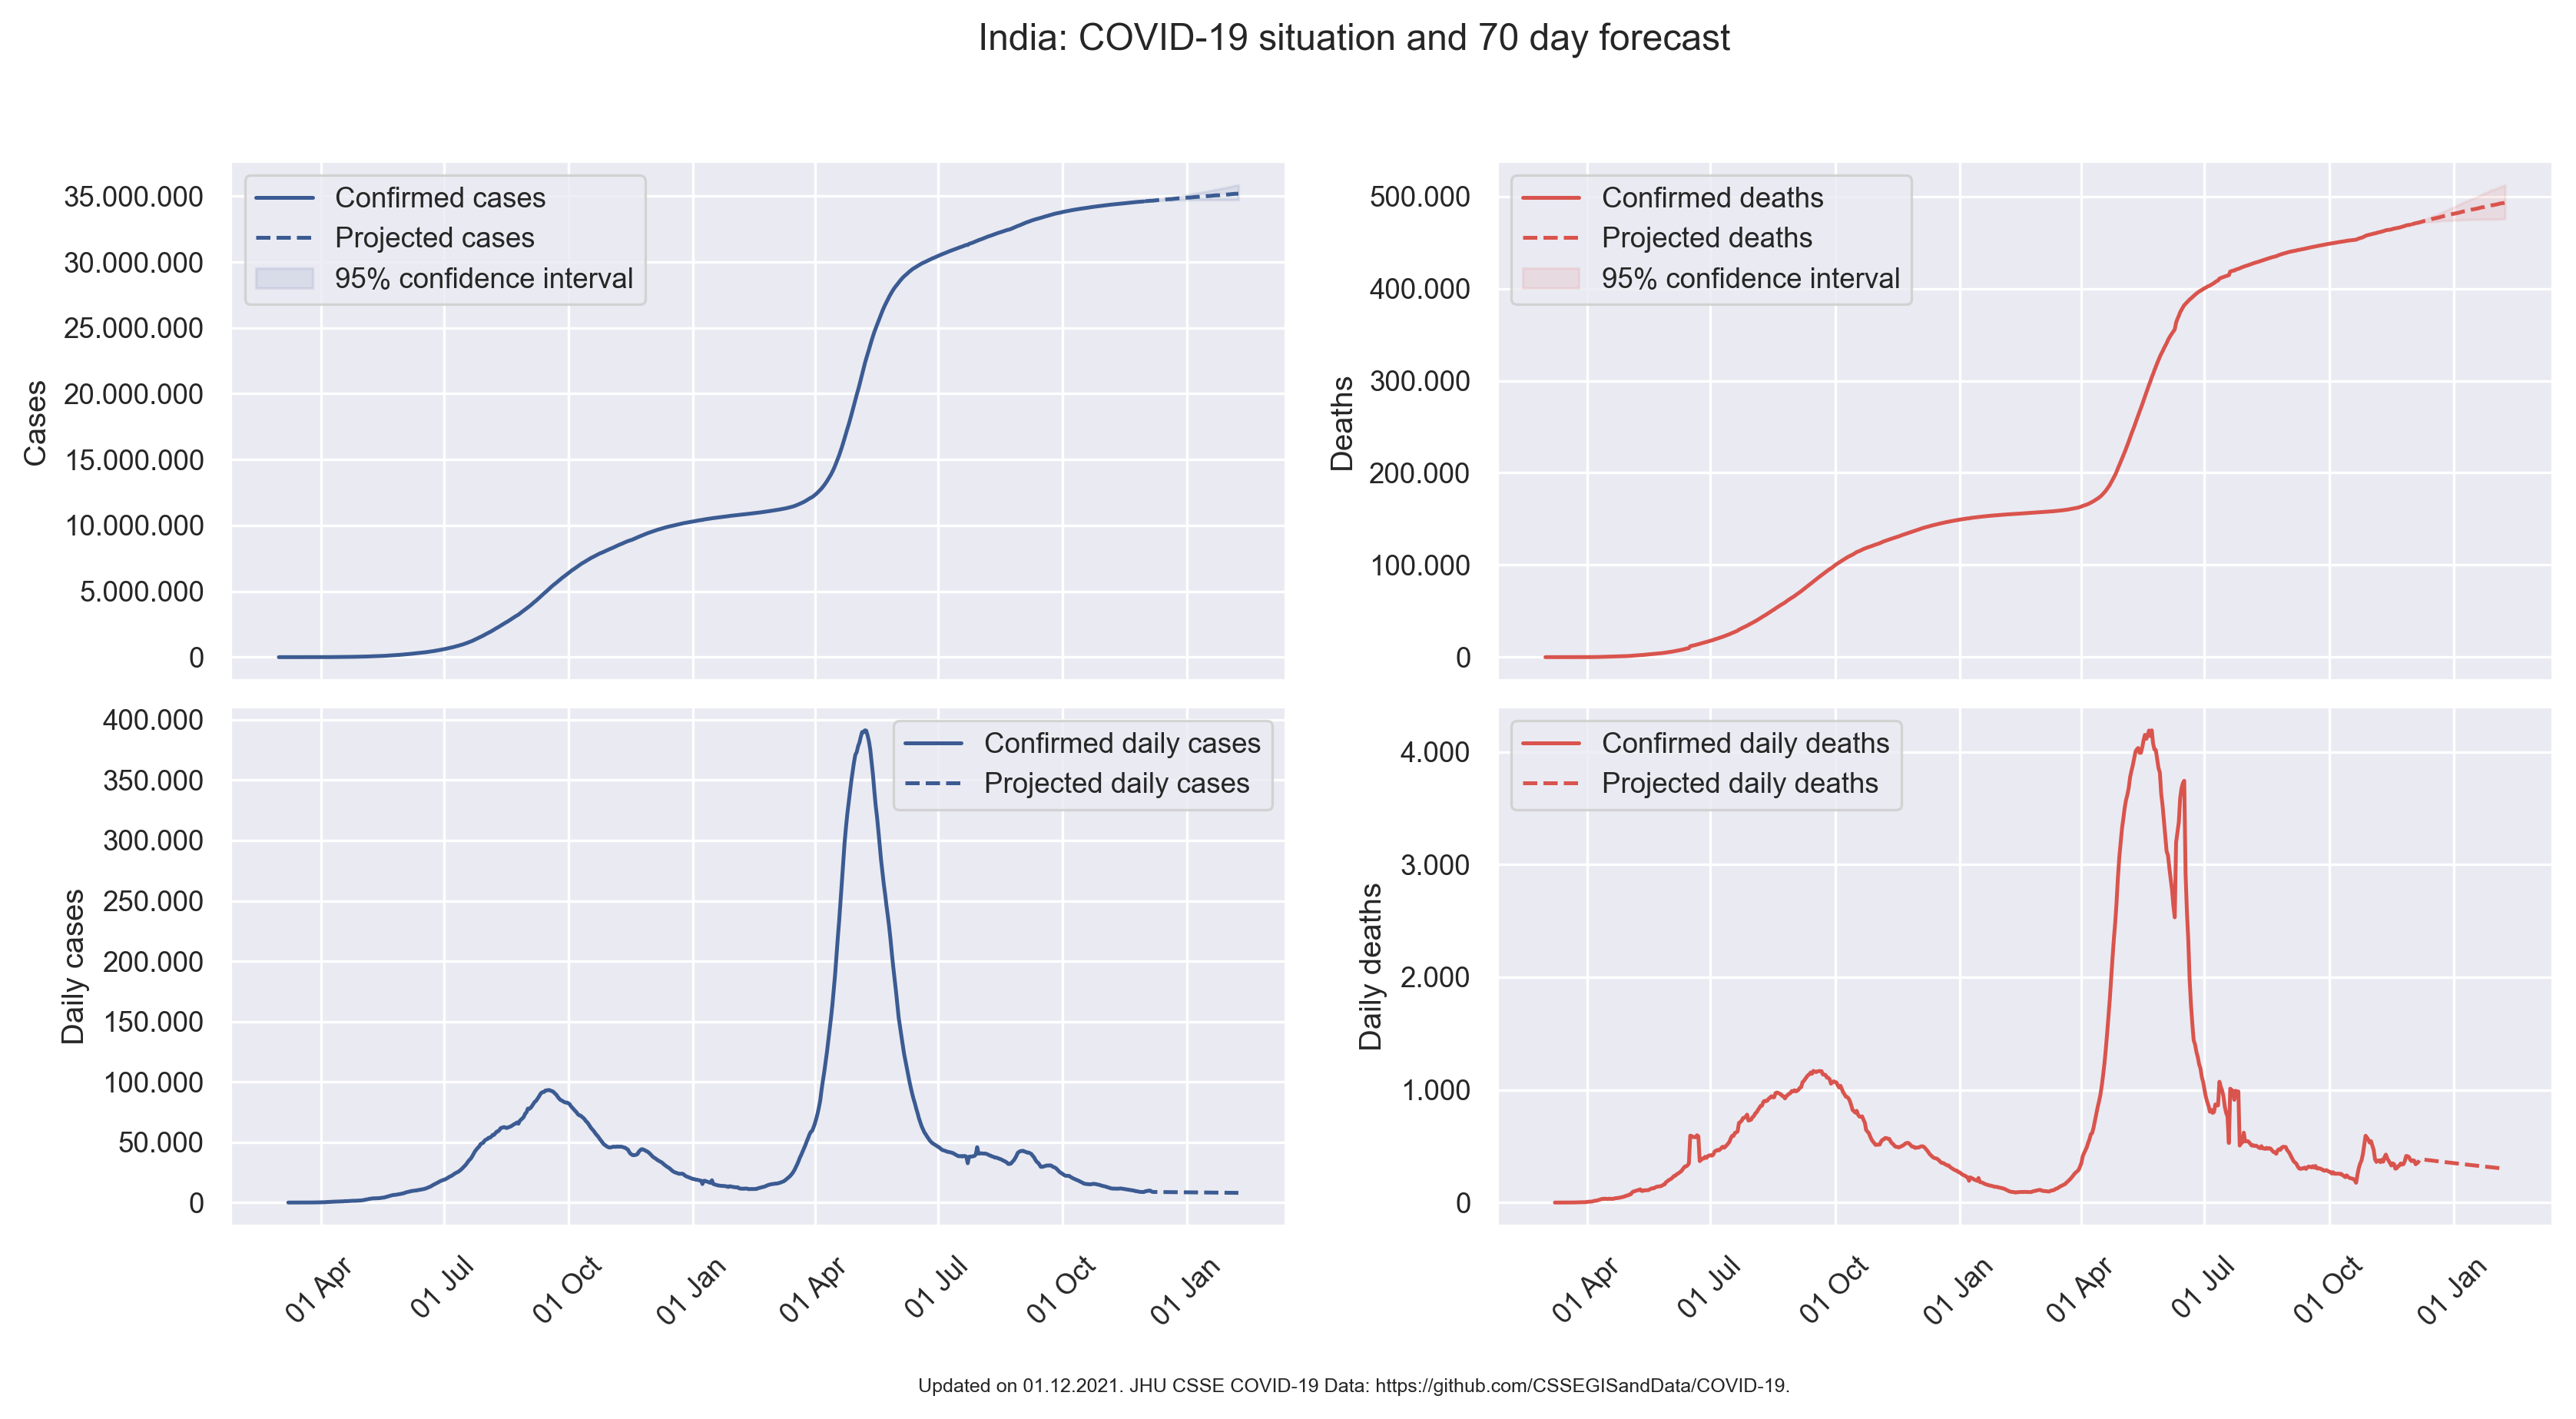 India: COVID-19 situation and 70 day forecast
35.000.000
30.000.000
25.000.000
20.000.000
15.000.000
10.000.000
5.000.000
0
Cases
Confirmed cases
Projected cases
95% confidence interval
500.000
400.000
300.000
200.000
100.000
0
Deaths
Confirmed deaths
Projected deaths
95% confidence interval
400.000
350.000
300.000
250.000
200.000
150.000
100.000
50.000
0
Daily cases
Confirmed daily cases
Projected daily cases
01 Apr
01 Jul
01 Oct
01 Jan
01 Apr
01 Jul
01 Oct
01 Jan
4.000
3.000
2.000
1.000
0
Daily deaths
Confirmed daily deaths
Projected daily deaths
01 Apr
01 Jul
01 Oct
01 Jan
01 Apr
01 Jul
01 Oct
01 Jan
Updated on 01.12.2021. JHU CSSE COVID-19 Data: https://github.com/CSSEGISandData/COVID-19.